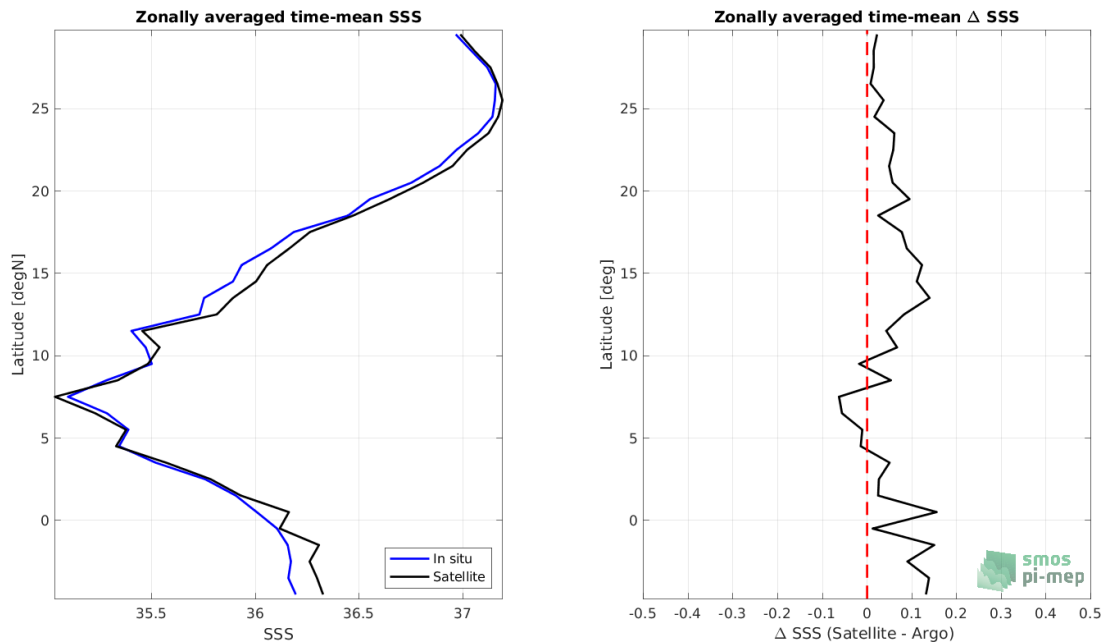 Zonally averaged time-mean SSS
25
20
15
10
5
0
Latitude [degN]
35.5 36 36.5 37
SSS
In situ
Satellite
Zonally averaged time-mean Δ SSS
25
20
15
10
5
0
Latitude [deg]
-0.5 -0.4 -0.3 -0.2 -0.1 0 0.1 0.2 0.3 0.4 0.5
Δ SSS (Satellite - Argo)
smos
pi-mep